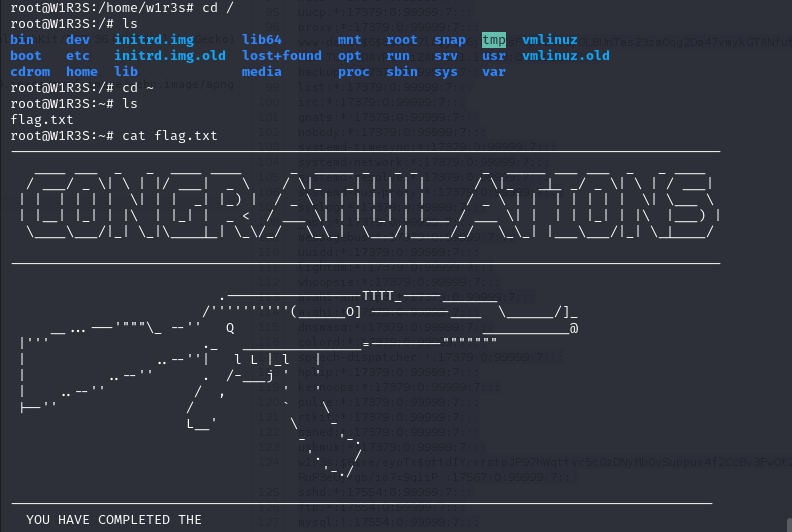 root@W1R3S:/home/w1r3s# cd /
root@W1R3S:/# ls
bin dev initrd.img lib64 mnt root snap tmp vmlinuz
boot etc initrd.img.old lost+found opt run srv usr vmlinuz.old
cdrom home lib media proc sbin sys var
root@W1R3S:/# cd ~
root@W1R3S:~# ls
flag.txt
root@W1R3S:~# cat flag.txt
CONGRATULATIONS
YOU HAVE COMPLETED THE